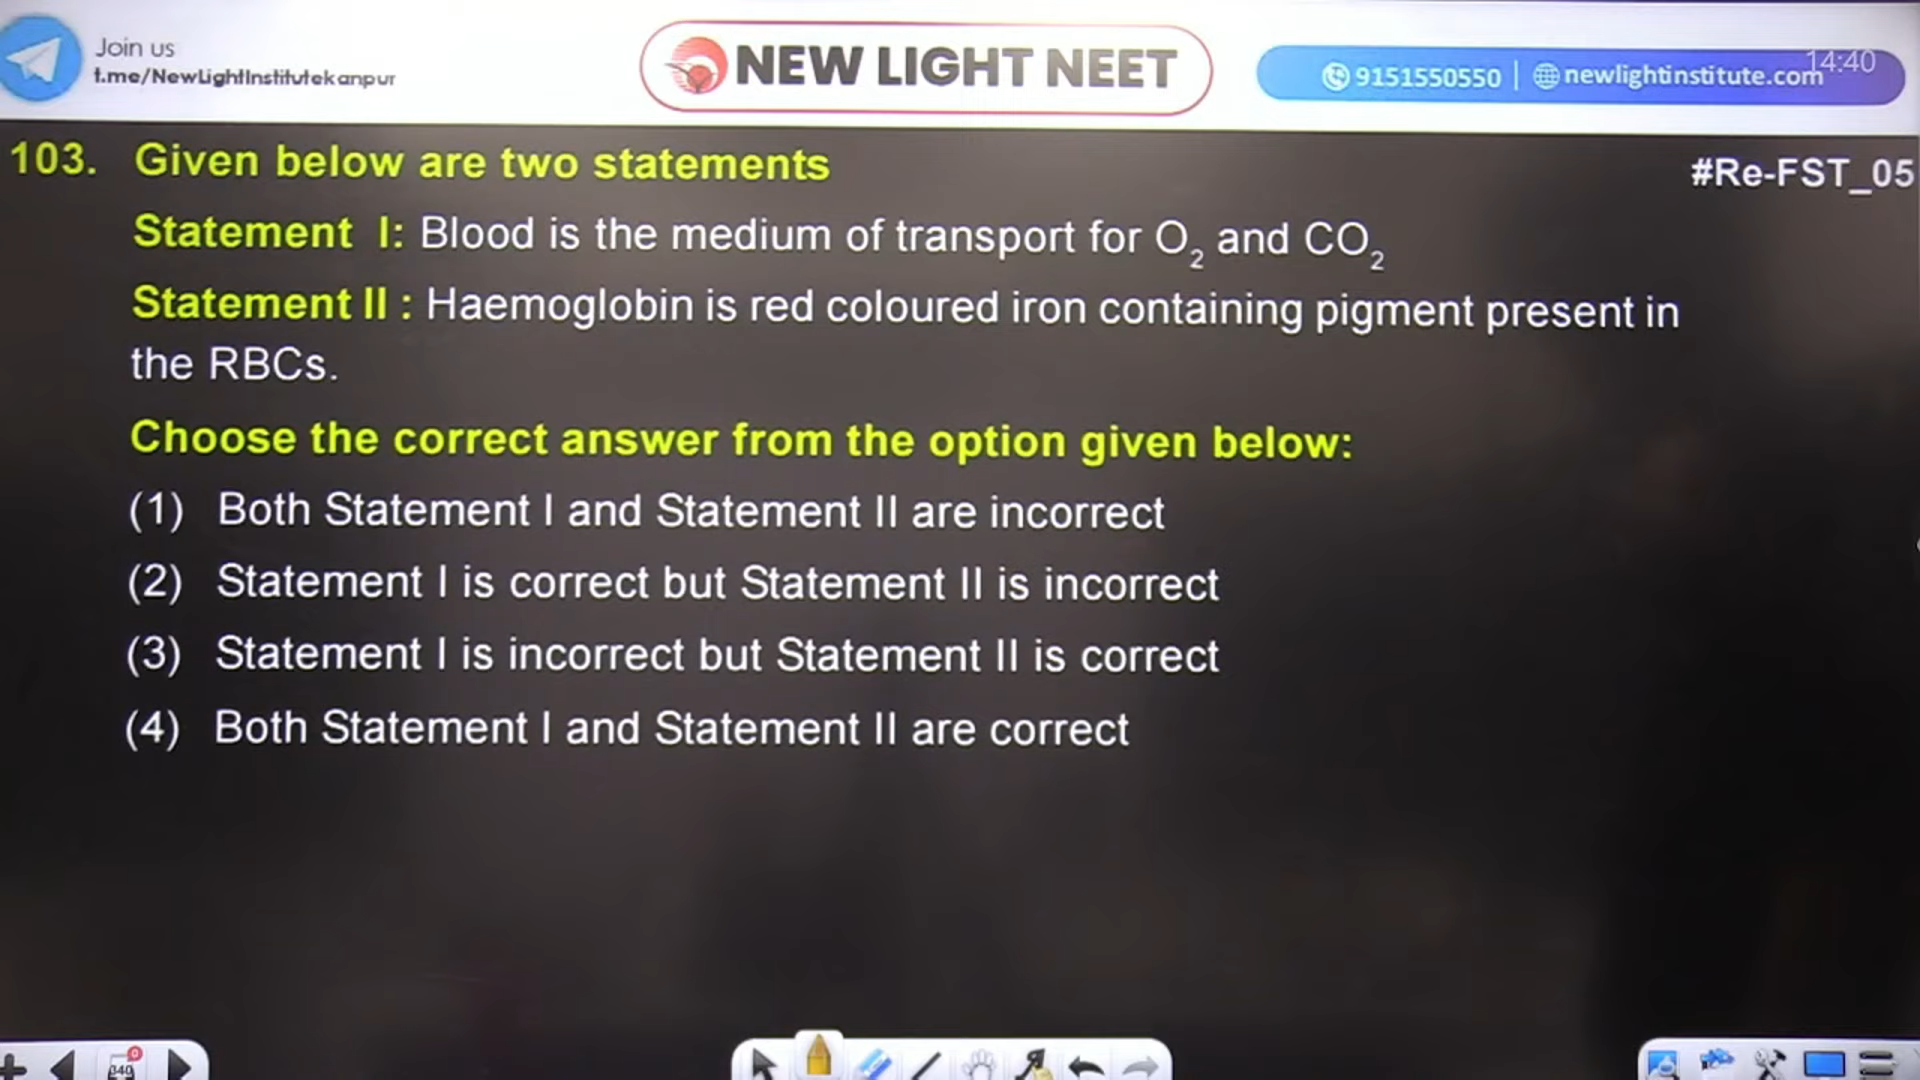 Join us
t.me/NewLightInstitutekanpur
NEW LIGHT NEET
9151550550 | newlightinstitute.com
14:40
103. Given below are two statements
#Re-FST_05
Statement I: Blood is the medium of transport for O₂ and CO₂
Statement II : Haemoglobin is red coloured iron containing pigment present in
the RBCs.
Choose the correct answer from the option given below:
(1) Both Statement I and Statement II are incorrect
(2) Statement I is correct but Statement II is incorrect
(3) Statement I is incorrect but Statement II is correct
(4) Both Statement I and Statement II are correct
340
0